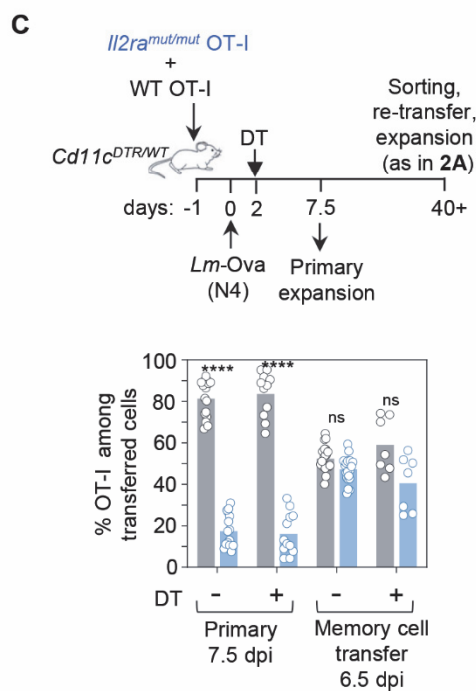 C
Il2ra^mut/mut OT-I
+
WT OT-I
Cd11c^DTR/WT
DT
Sorting,
re-transfer,
expansion
(as in 2A)
days: -1 0 2 7.5 40+
Lm-Ova
(N4)
Primary
expansion
% OT-I among
transferred cells
100
80
60
40
20
0
**** **** ns ns
DT - + - +
Primary
7.5 dpi
Memory cell
transfer
6.5 dpi